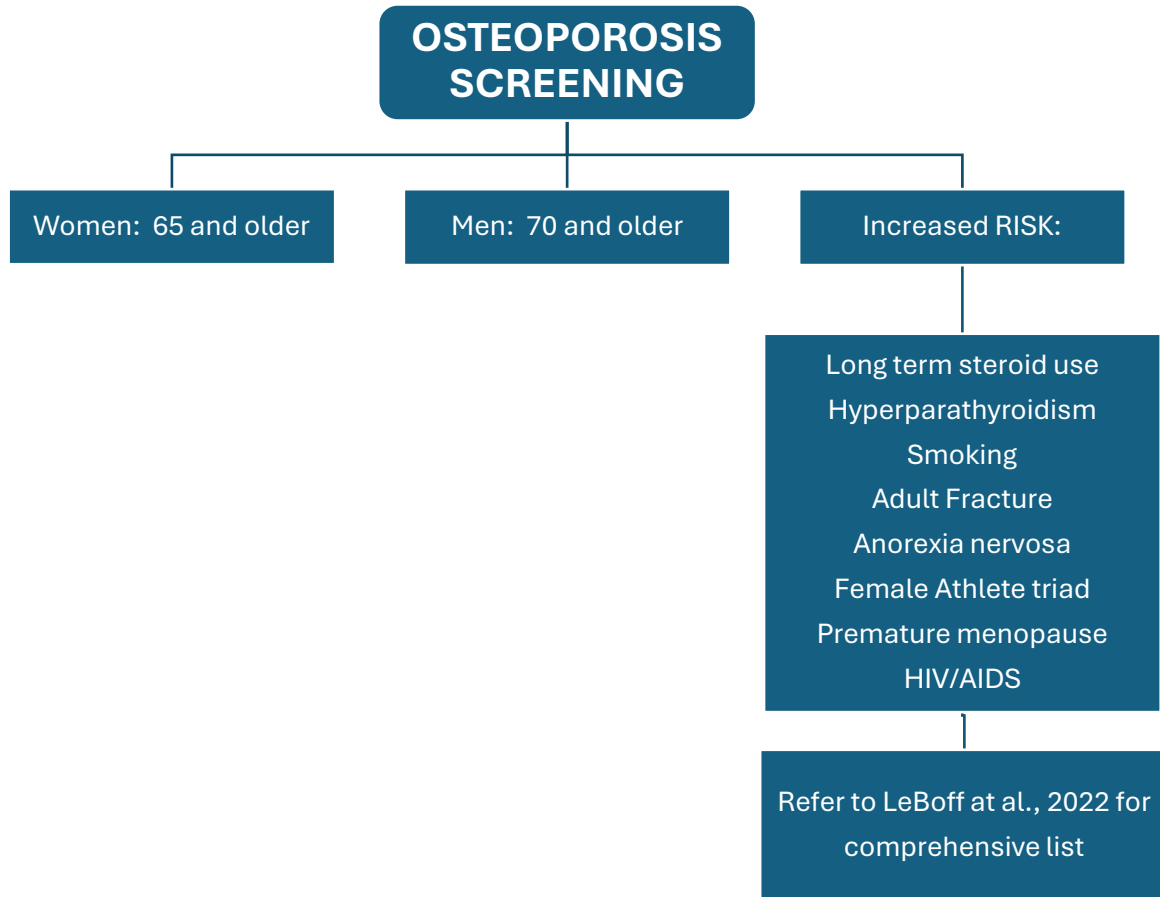 OSTEOPOROSIS
SCREENING
Women:  65 and older
Men:  70 and older
Increased RISK:
Long term steroid use
Hyperparathyroidism
Smoking
Adult Fracture
Anorexia nervosa
Female Athlete triad
Premature menopause
HIV/AIDS
Refer to LeBoff at al., 2022 for
comprehensive list